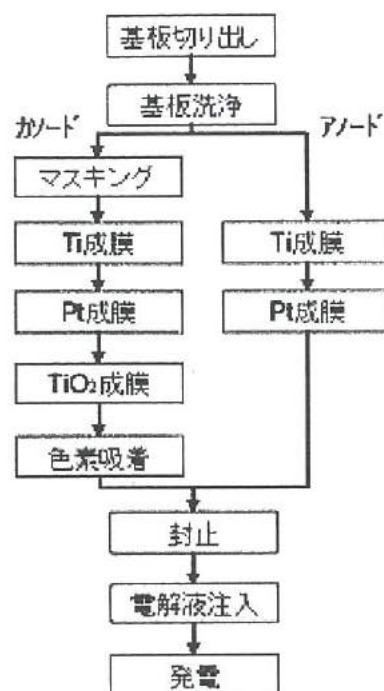 基板切り出し
基板洗浄
カソード
アノード
マスキング
Ti成膜
Ti成膜
Pt成膜
Pt成膜
TiO₂成膜
色素吸着
封止
電解液注入
発電